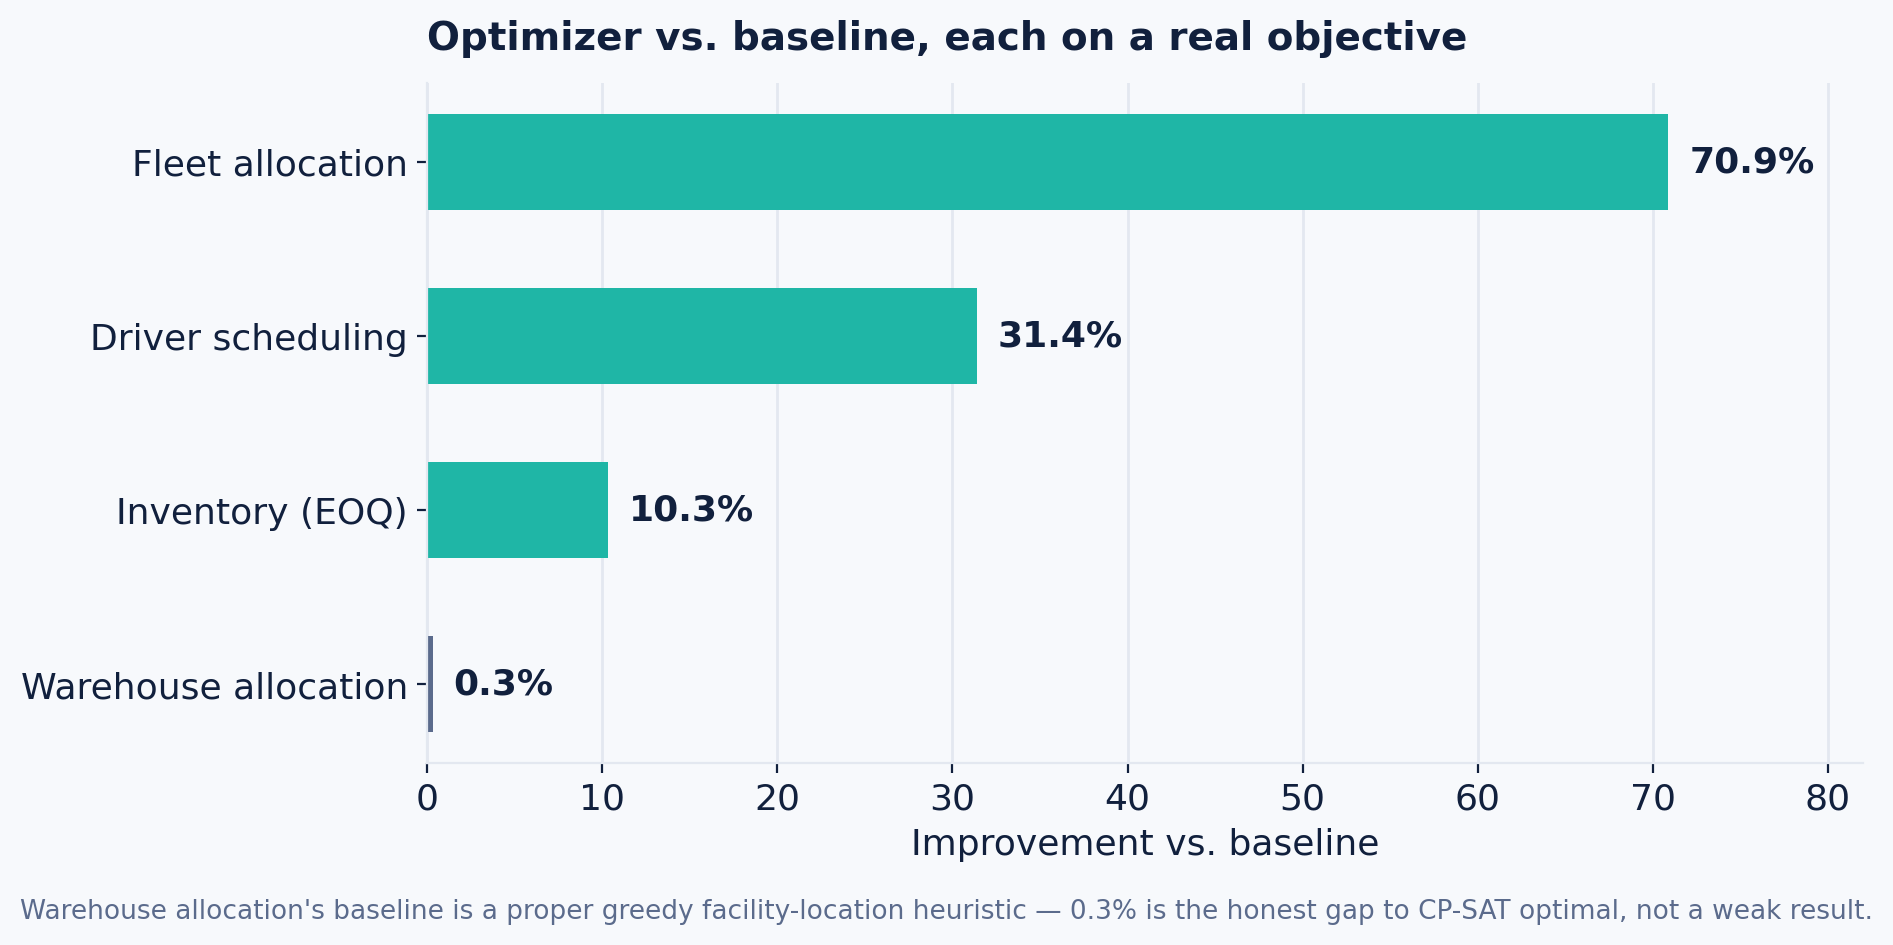 Optimizer vs. baseline, each on a real objective
Fleet allocation
70.9%
Driver scheduling
31.4%
Inventory (EOQ)
10.3%
Warehouse allocation
0.3%
0 10 20 30 40 50 60 70 80
Improvement vs. baseline
Warehouse allocation's baseline is a proper greedy facility-location heuristic — 0.3% is the honest gap to CP-SAT optimal, not a weak result.